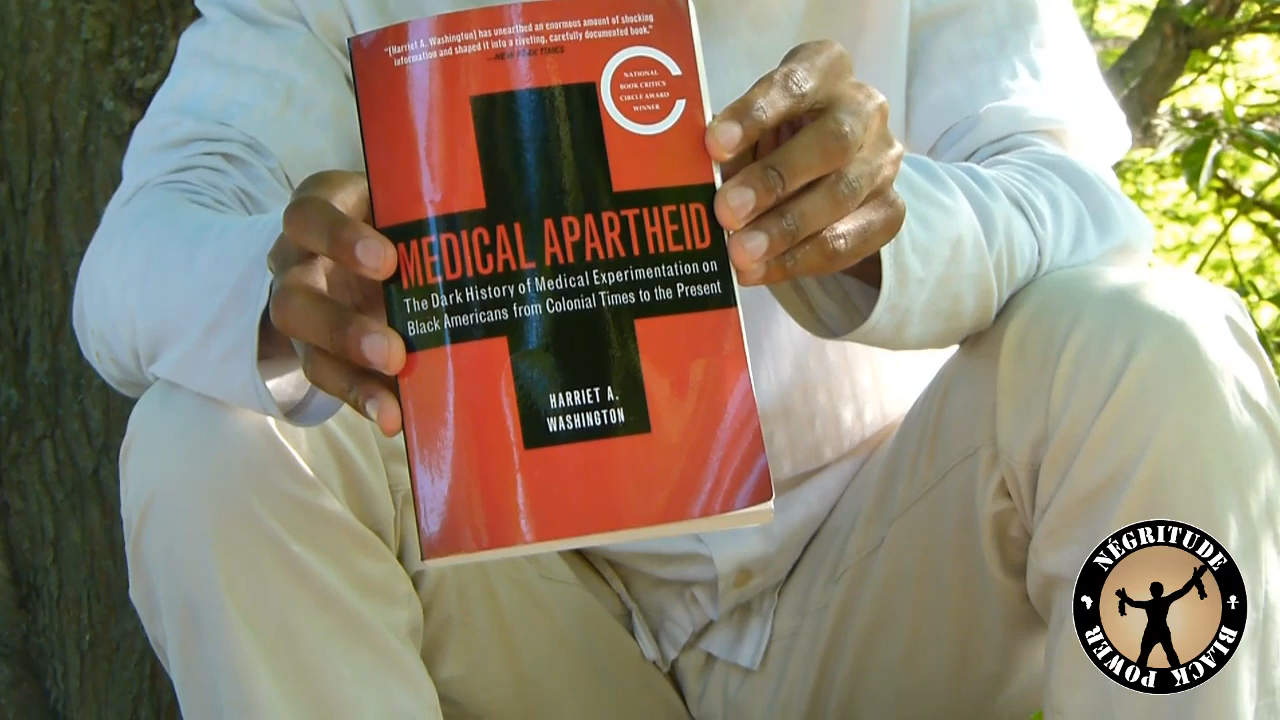 "[Harriet A. Washington] has unearthed an enormous amount of shocking
information and shaped it into a riveting, carefully documented book."
—NEW YORK TIMES
NATIONAL
BOOK CRITICS
CIRCLE AWARD
WINNER
MEDICAL APARTHEID
The Dark History of Medical Experimentation on
Black Americans from Colonial Times to the Present
HARRIET A.
WASHINGTON
NÉGRITUDE
BLACK POWER